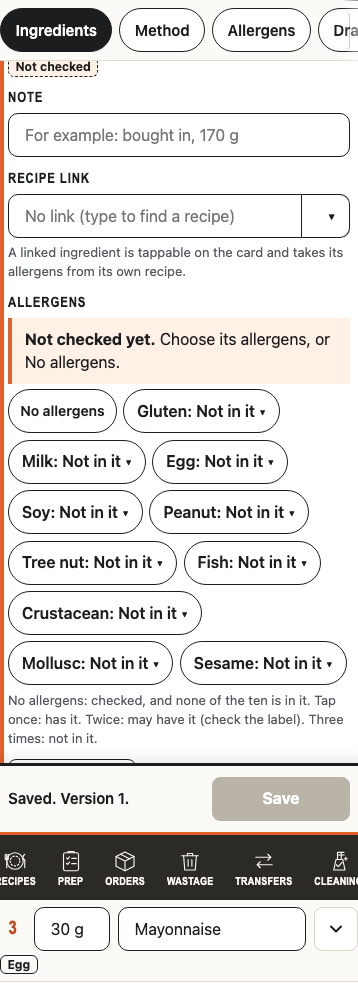 Ingredients Method Allergens Dra
Not checked
NOTE
For example: bought in, 170 g
RECIPE LINK
No link (type to find a recipe)
A linked ingredient is tappable on the card and takes its
allergens from its own recipe.
ALLERGENS
Not checked yet. Choose its allergens, or
No allergens.
No allergens Gluten: Not in it
Milk: Not in it Egg: Not in it
Soy: Not in it Peanut: Not in it
Tree nut: Not in it Fish: Not in it
Crustacean: Not in it
Mollusc: Not in it Sesame: Not in it
No allergens: checked, and none of the ten is in it. Tap
once: has it. Twice: may have it (check the label). Three
times: not in it.
Saved. Version 1. Save
RECIPES PREP ORDERS WASTAGE TRANSFERS CLEANING
3 30 g Mayonnaise
Egg